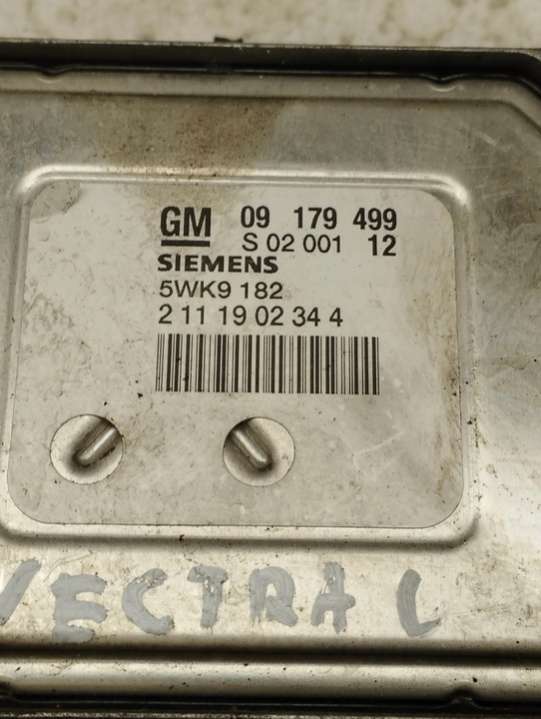 GM 09 179 499
S 02 001 12
SIEMENS
5WK9 182
2 11 19 02 34 4
VECTRA C